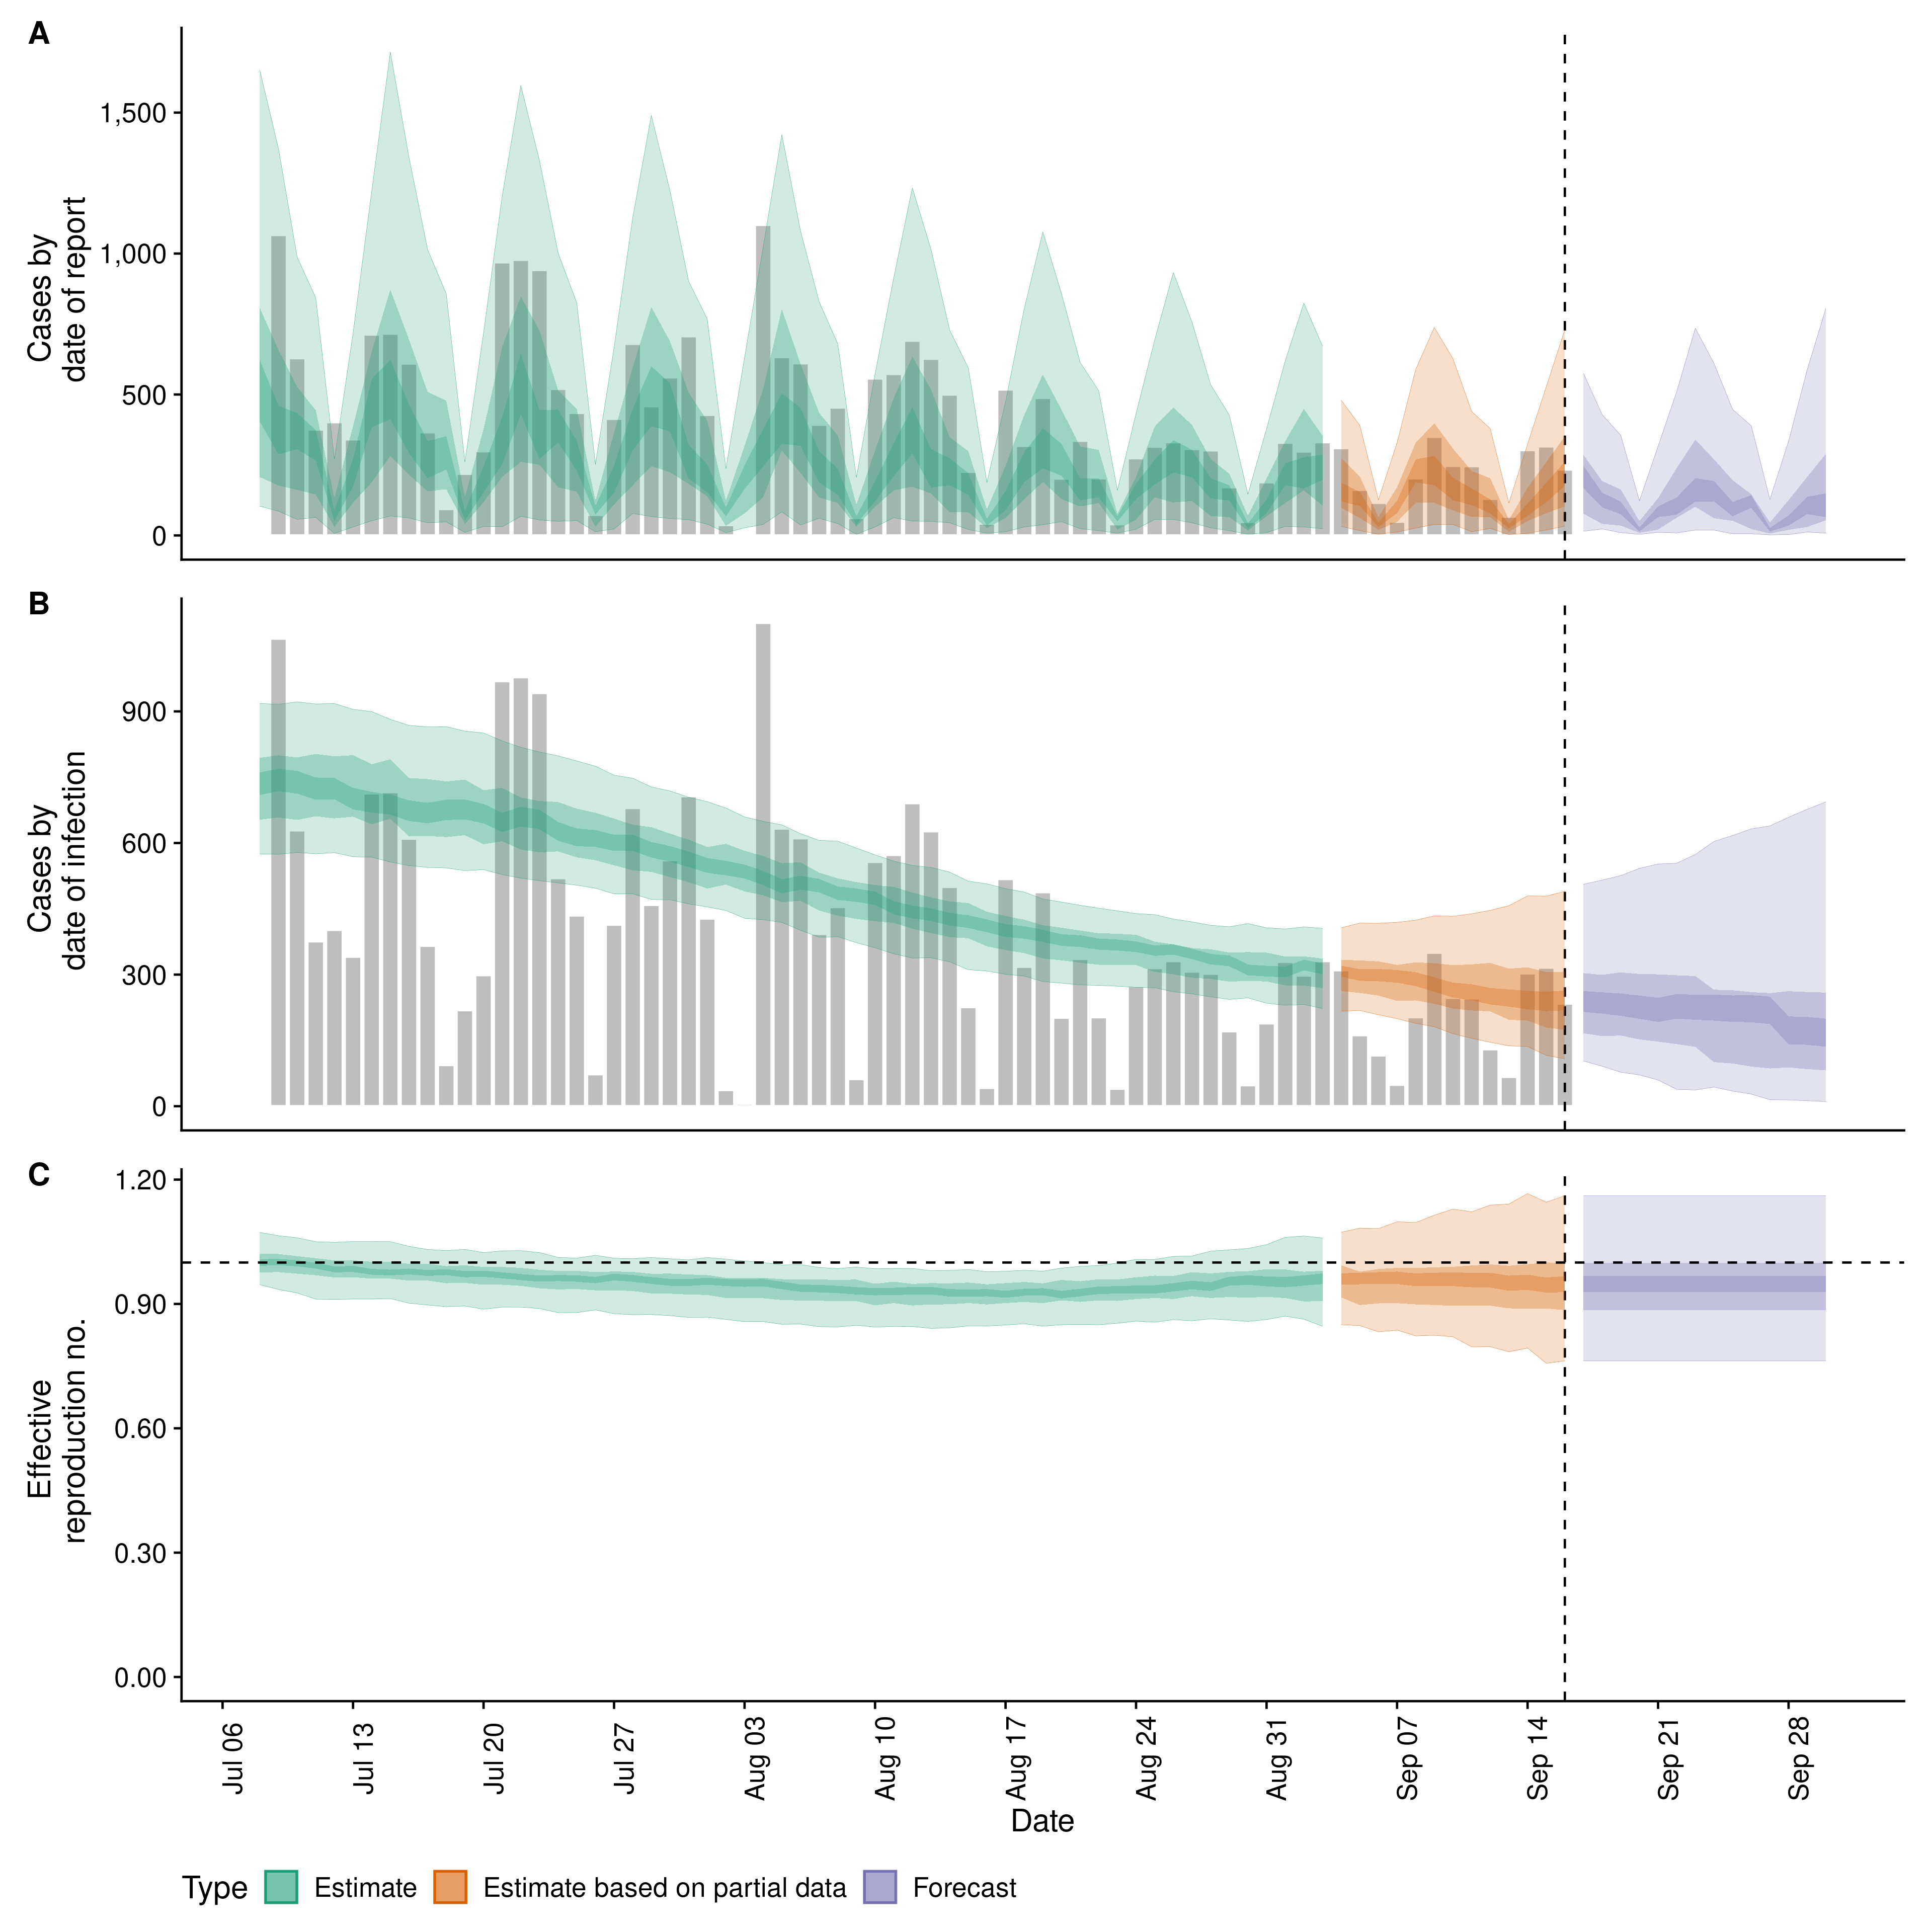 A
Cases by
date of report
1,500
1,000
500
0
B
Cases by
date of infection
900
600
300
0
C
Effective
reproduction no.
1.20
0.90
0.60
0.30
0.00
Jul 06
Jul 13
Jul 20
Jul 27
Aug 03
Aug 10
Aug 17
Aug 24
Aug 31
Sep 07
Sep 14
Sep 21
Sep 28
Date
Type
Estimate
Estimate based on partial data
Forecast